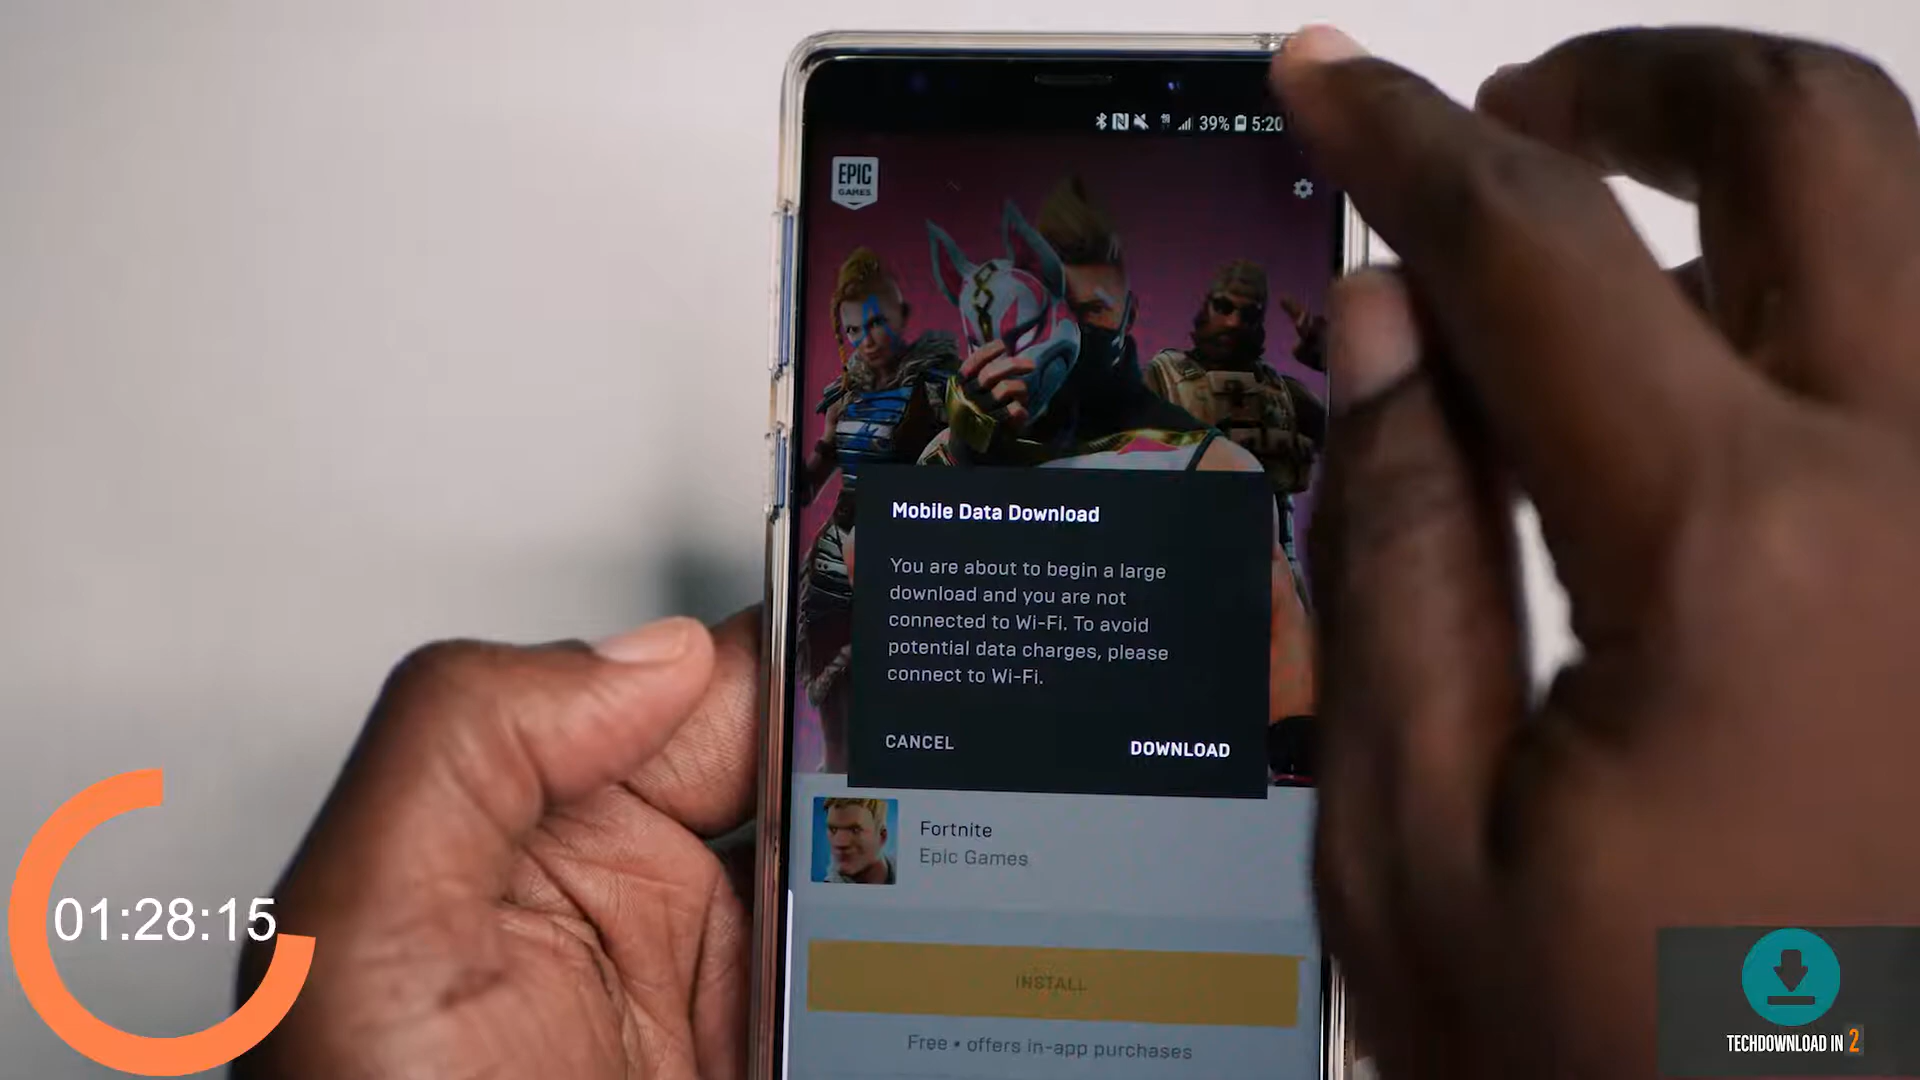 39% 5:20
EPIC
GAMES
Mobile Data Download
You are about to begin a large
download and you are not
connected to Wi-Fi. To avoid
potential data charges, please
connect to Wi-Fi.
CANCEL DOWNLOAD
Fortnite
Epic Games
INSTALL
Free • offers in-app purchases
01:28:15
TECHDOWNLOAD IN 2